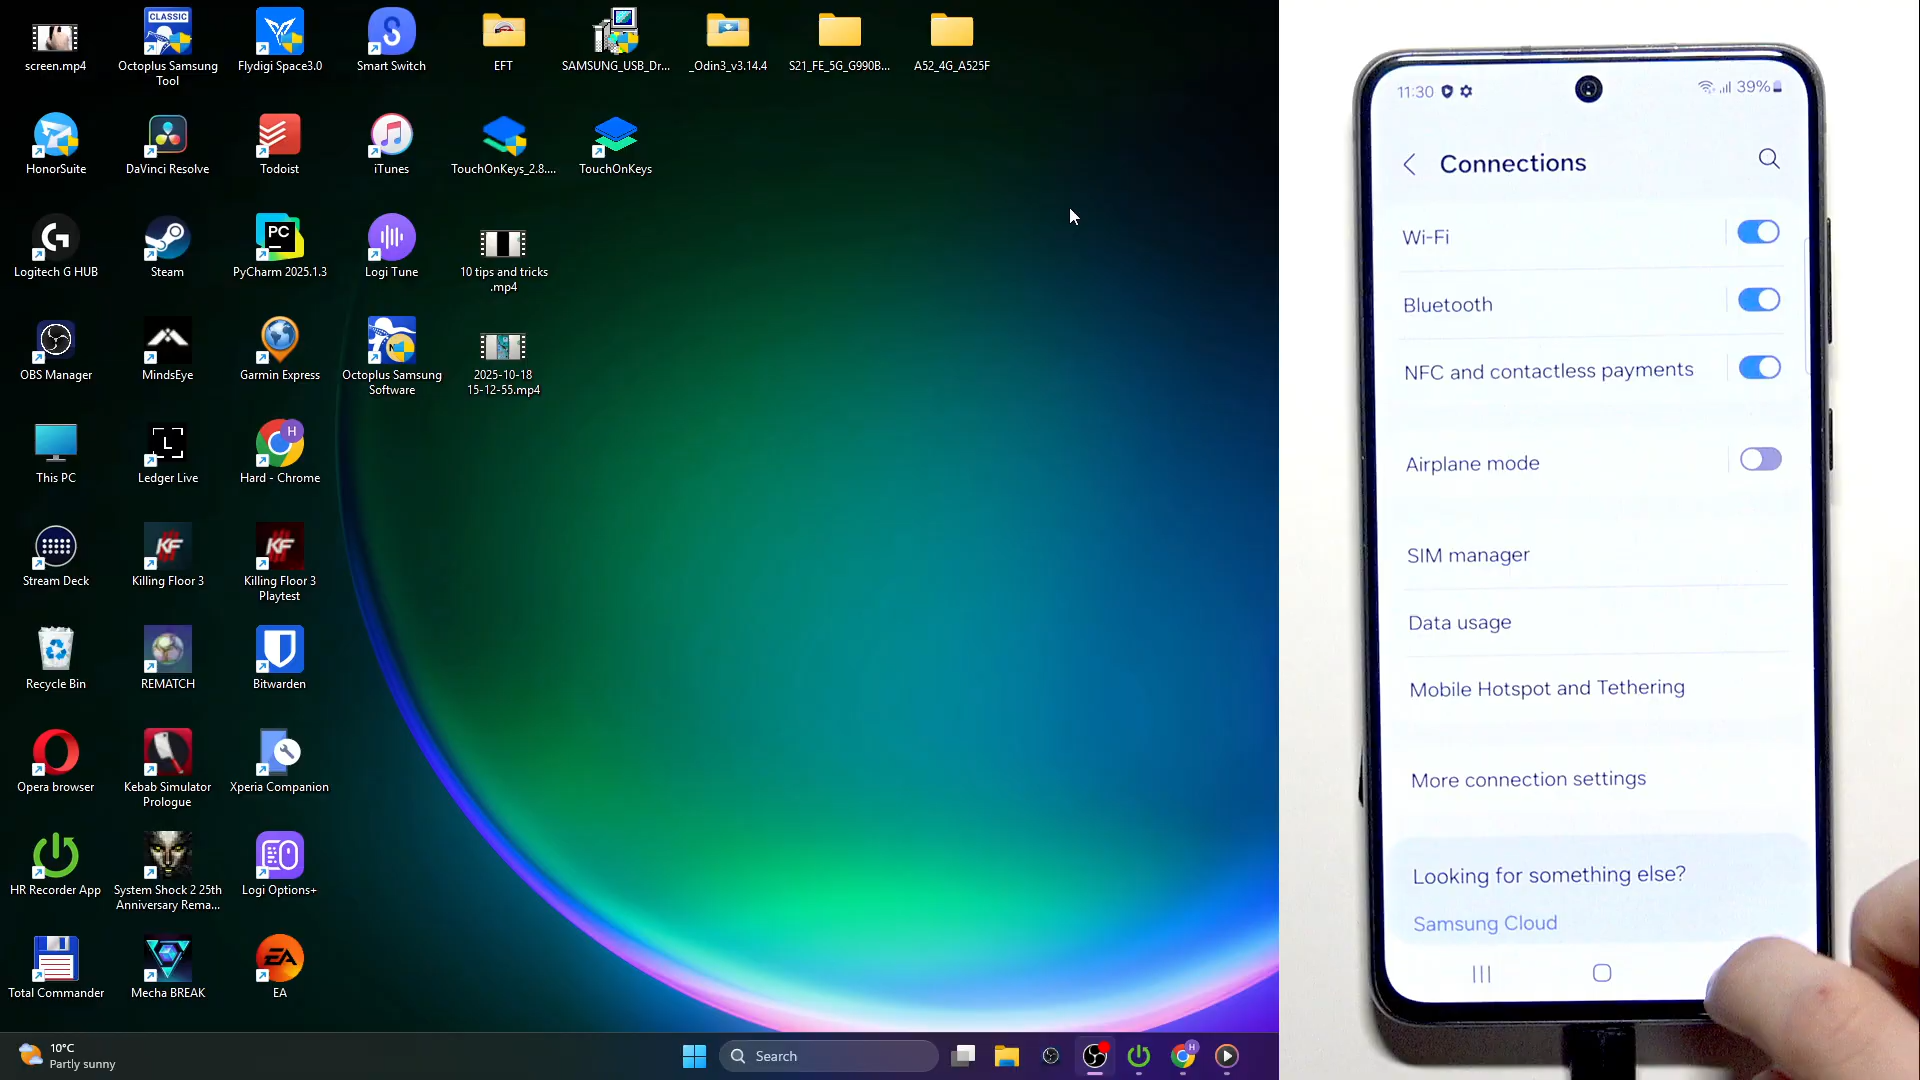 screen.mp4
Octoplus Samsung
Tool
Flydigi Space3.0
Smart Switch
EFT
SAMSUNG_USB_Dr...
_Odin3_v3.14.4
S21_FE_5G_G990B...
A52_4G_A525F
HonorSuite
DaVinci Resolve
Todoist
iTunes
TouchOnKeys_2.8....
TouchOnKeys
Logitech G HUB
Steam
PyCharm 2025.1.3
Logi Tune
10 tips and tricks
.mp4
OBS Manager
MindsEye
Garmin Express
Octoplus Samsung
Software
2025-10-18
15-12-55.mp4
This PC
Ledger Live
Hard - Chrome
Stream Deck
Killing Floor 3
Killing Floor 3
Playtest
Recycle Bin
REMATCH
Bitwarden
Opera browser
Kebab Simulator
Prologue
Xperia Companion
HR Recorder App
System Shock 2 25th
Anniversary Rema...
Logi Options+
Total Commander
Mecha BREAK
EA
10°C
Partly sunny
Search
11:30
39%
Connections
Wi-Fi
Bluetooth
NFC and contactless payments
Airplane mode
SIM manager
Data usage
Mobile Hotspot and Tethering
More connection settings
Looking for something else?
Samsung Cloud